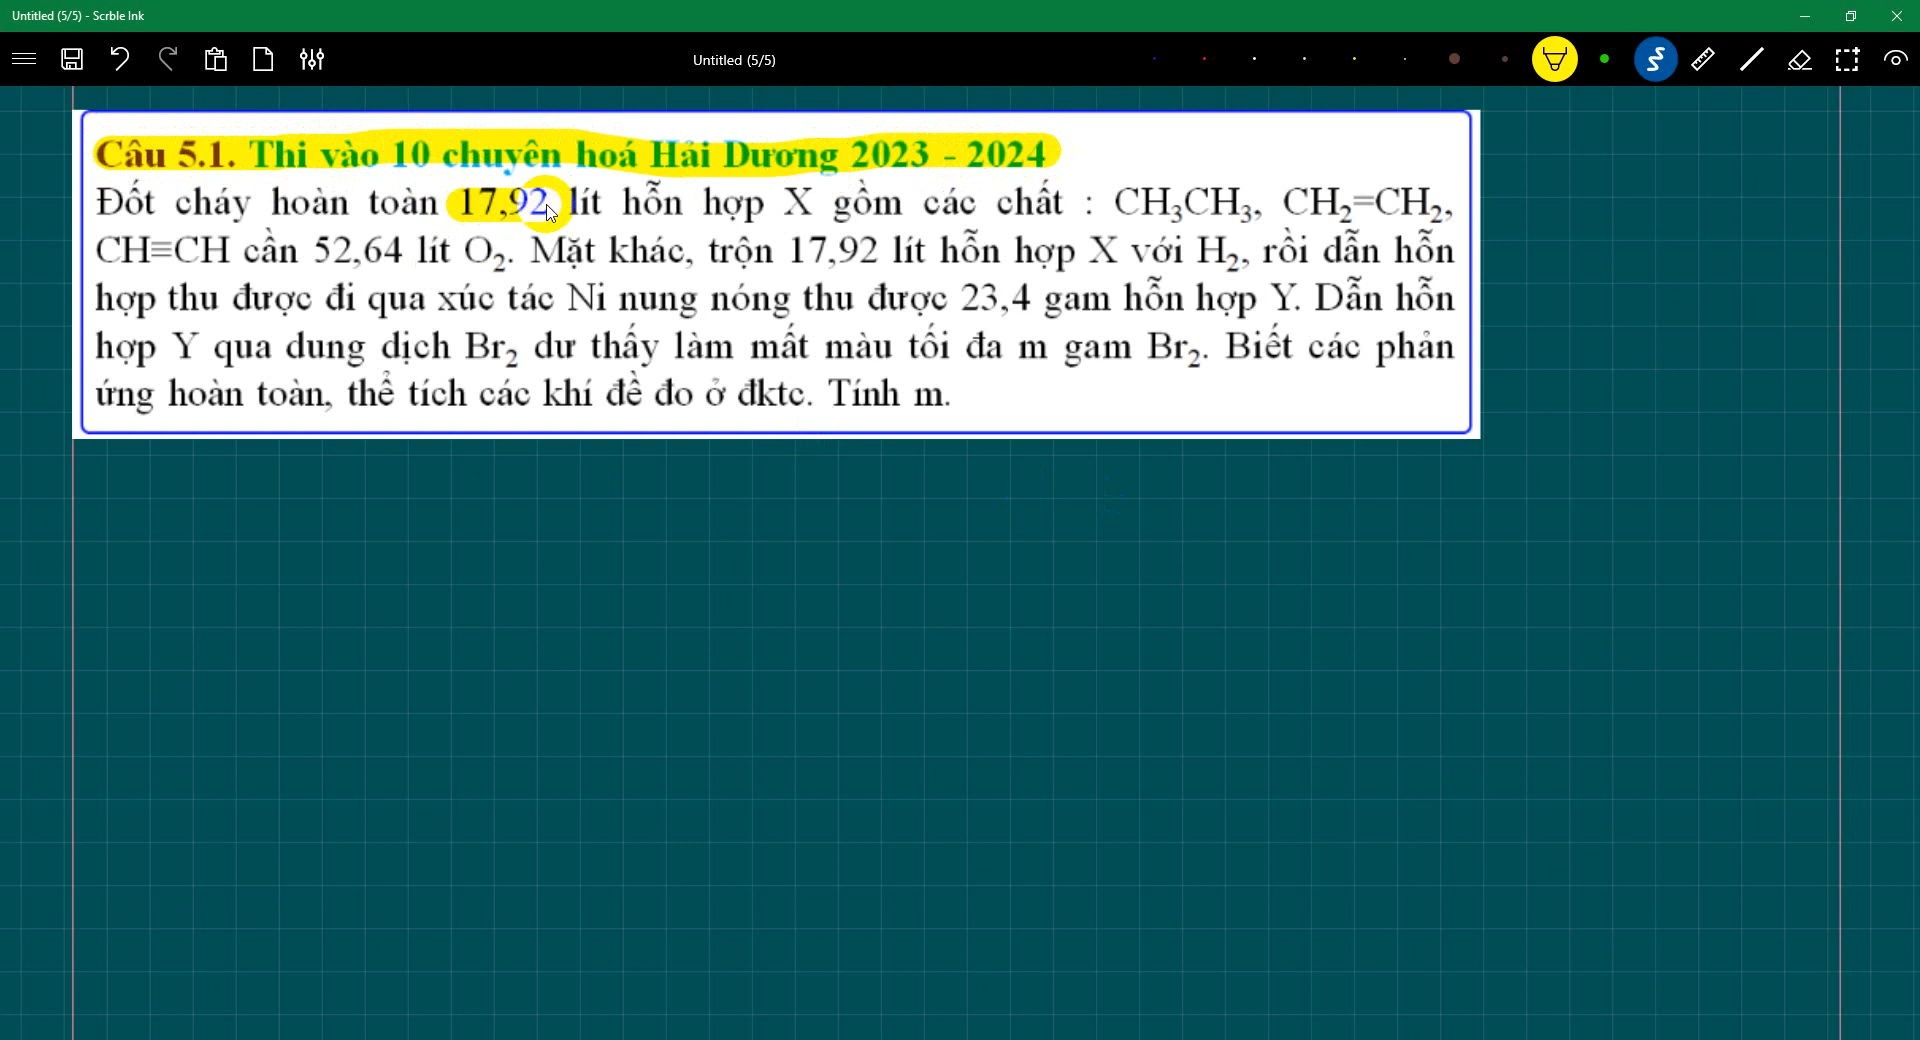 Untitled (5/5) - Scrble Ink
Untitled (5/5)
Câu 5.1. Thi vào 10 chuyên hoá Hải Dương 2023 - 2024
Đốt cháy hoàn toàn 17,92 lít hỗn hợp X gồm các chất : CH₃CH₃, CH₂=CH₂,
CH≡CH cần 52,64 lít O₂. Mặt khác, trộn 17,92 lít hỗn hợp X với H₂, rồi dẫn hỗn
hợp thu được đi qua xúc tác Ni nung nóng thu được 23,4 gam hỗn hợp Y. Dẫn hỗn
hợp Y qua dung dịch Br₂ dư thấy làm mất màu tối đa m gam Br₂. Biết các phản
ứng hoàn toàn, thể tích các khí đề đo ở đktc. Tính m.